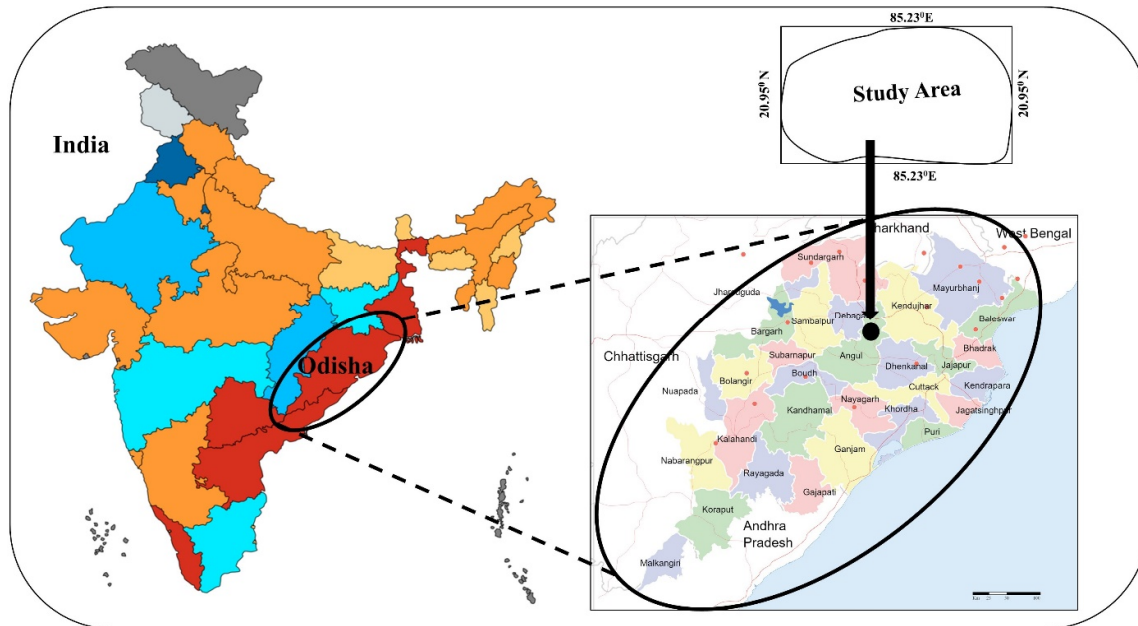 85.23⁰E
20.95⁰ N
Study Area
20.95⁰ N
85.23⁰E
India
Odisha
Jharkhand
West Bengal
Sundargarh
Mayurbhanj
Jharsuguda
Kendujhar
Sambalpur
Baleswar
Bargarh
Chhattisgarh
Subarnapur
Angul
Bhadrak
Dhenkanal
Jajapur
Boudh
Bolangir
Nuapada
Cuttack
Kendrapara
Nayagarh
Kandhamal
Khordha
Jagatsinghpur
Puri
Kalahandi
Ganjam
Nabarangpur
Rayagada
Gajapati
Koraput
Andhra
Pradesh
Malkangiri